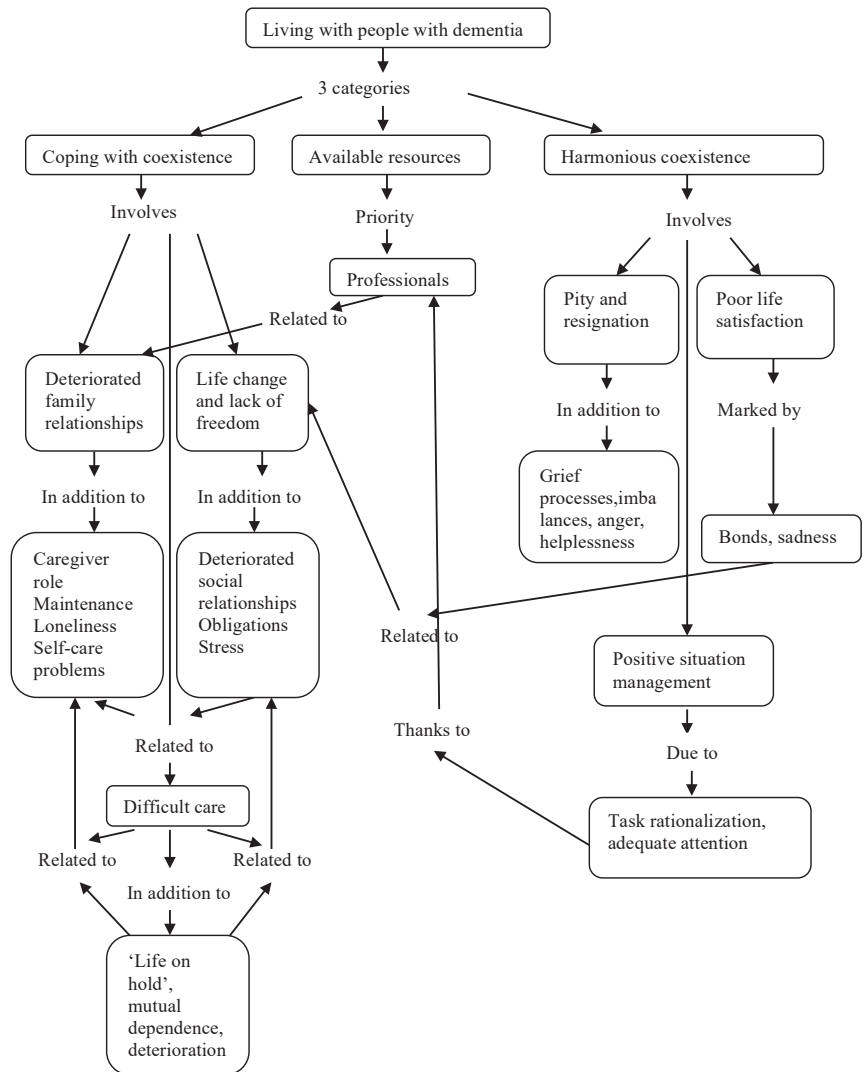 Living with people with dementia
3 categories
Coping with coexistence
Available resources
Harmonious coexistence
Involves
Priority
Involves
Professionals
Pity and
resignation
Poor life
satisfaction
Related to
Deteriorated
family
relationships
Life change
and lack of
freedom
In addition to
Marked by
In addition to
In addition to
Grief
processes,imba
lances, anger,
helplessness
Bonds, sadness
Caregiver
role
Maintenance
Loneliness
Self-care
problems
Deteriorated
social
relationships
Obligations
Stress
Related to
Positive situation
management
Thanks to
Related to
Due to
Difficult care
Task rationalization,
adequate attention
Related to
Related to
In addition to
‘Life on
hold’,
mutual
dependence,
deterioration